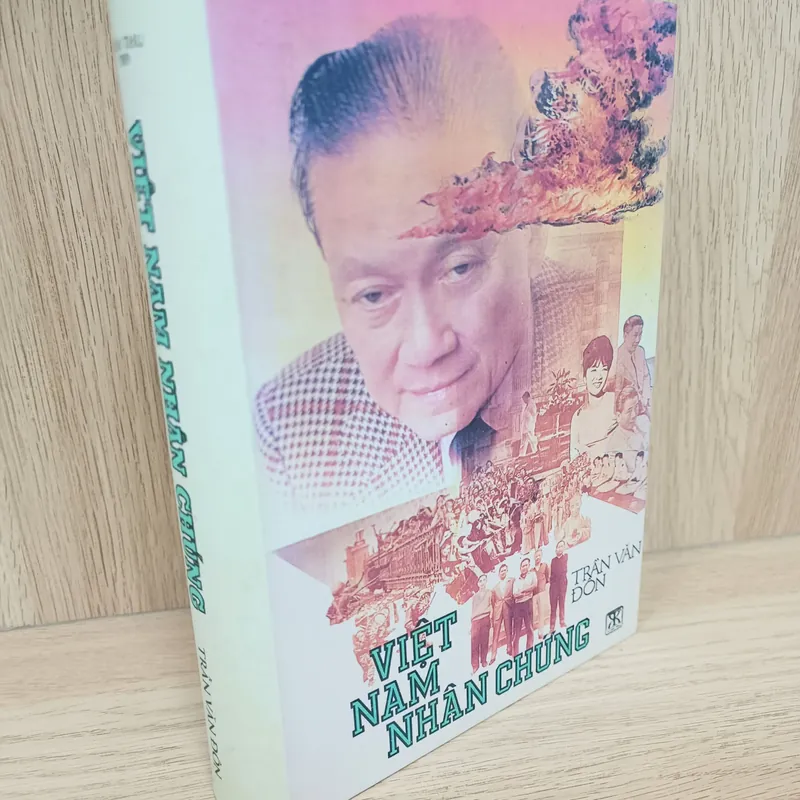 VIỆT NAM NHÂN CHỨNG
TRẦN VĂN ĐÔN
TRẦN VĂN
ĐÔN
VIỆT
NAM
NHÂN CHỨNG